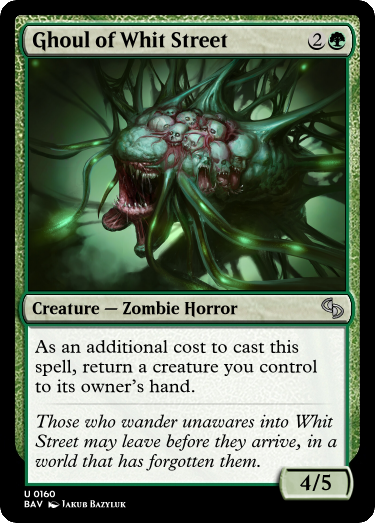 Ghoul of Whit Street 2
Creature — Zombie Horror
As an additional cost to cast this
spell, return a creature you control
to its owner's hand.
Those who wander unawares into Whit
Street may leave before they arrive, in a
world that has forgotten them.
4/5
U 0160
BAV Jakub Bazyluk